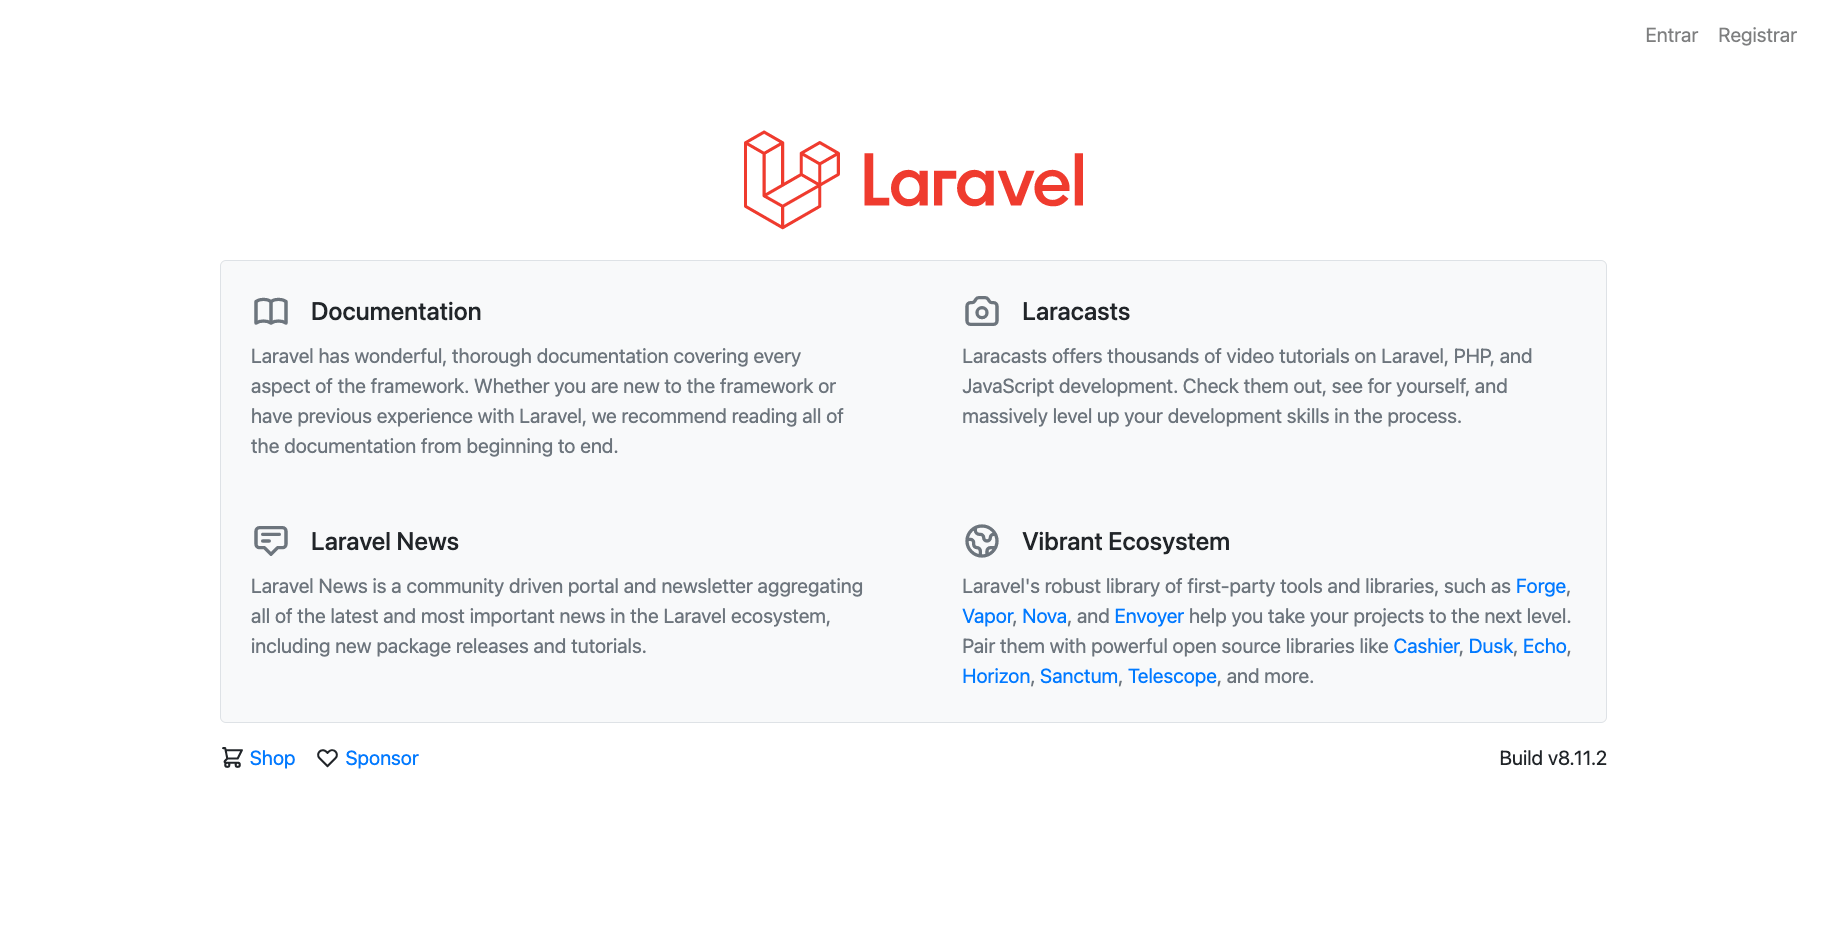 Entrar Registrar
Laravel
Documentation
Laravel has wonderful, thorough documentation covering every
aspect of the framework. Whether you are new to the framework or
have previous experience with Laravel, we recommend reading all of
the documentation from beginning to end.
Laracasts
Laracasts offers thousands of video tutorials on Laravel, PHP, and
JavaScript development. Check them out, see for yourself, and
massively level up your development skills in the process.
Laravel News
Laravel News is a community driven portal and newsletter aggregating
all of the latest and most important news in the Laravel ecosystem,
including new package releases and tutorials.
Vibrant Ecosystem
Laravel's robust library of first-party tools and libraries, such as Forge,
Vapor, Nova, and Envoyer help you take your projects to the next level.
Pair them with powerful open source libraries like Cashier, Dusk, Echo,
Horizon, Sanctum, Telescope, and more.
Shop Sponsor
Build v8.11.2